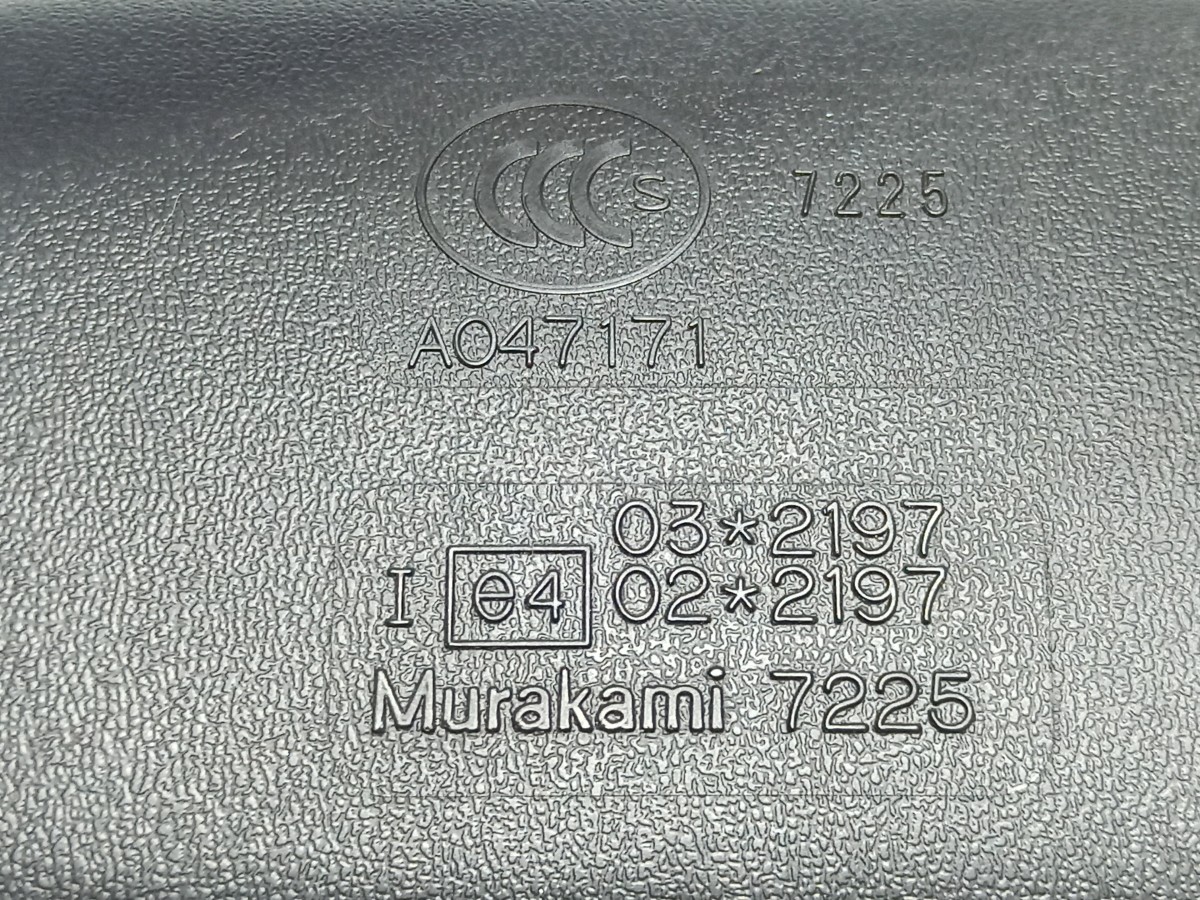 CCC S 7225
A047171
03*2197
I e4 02*2197
Murakami 7225